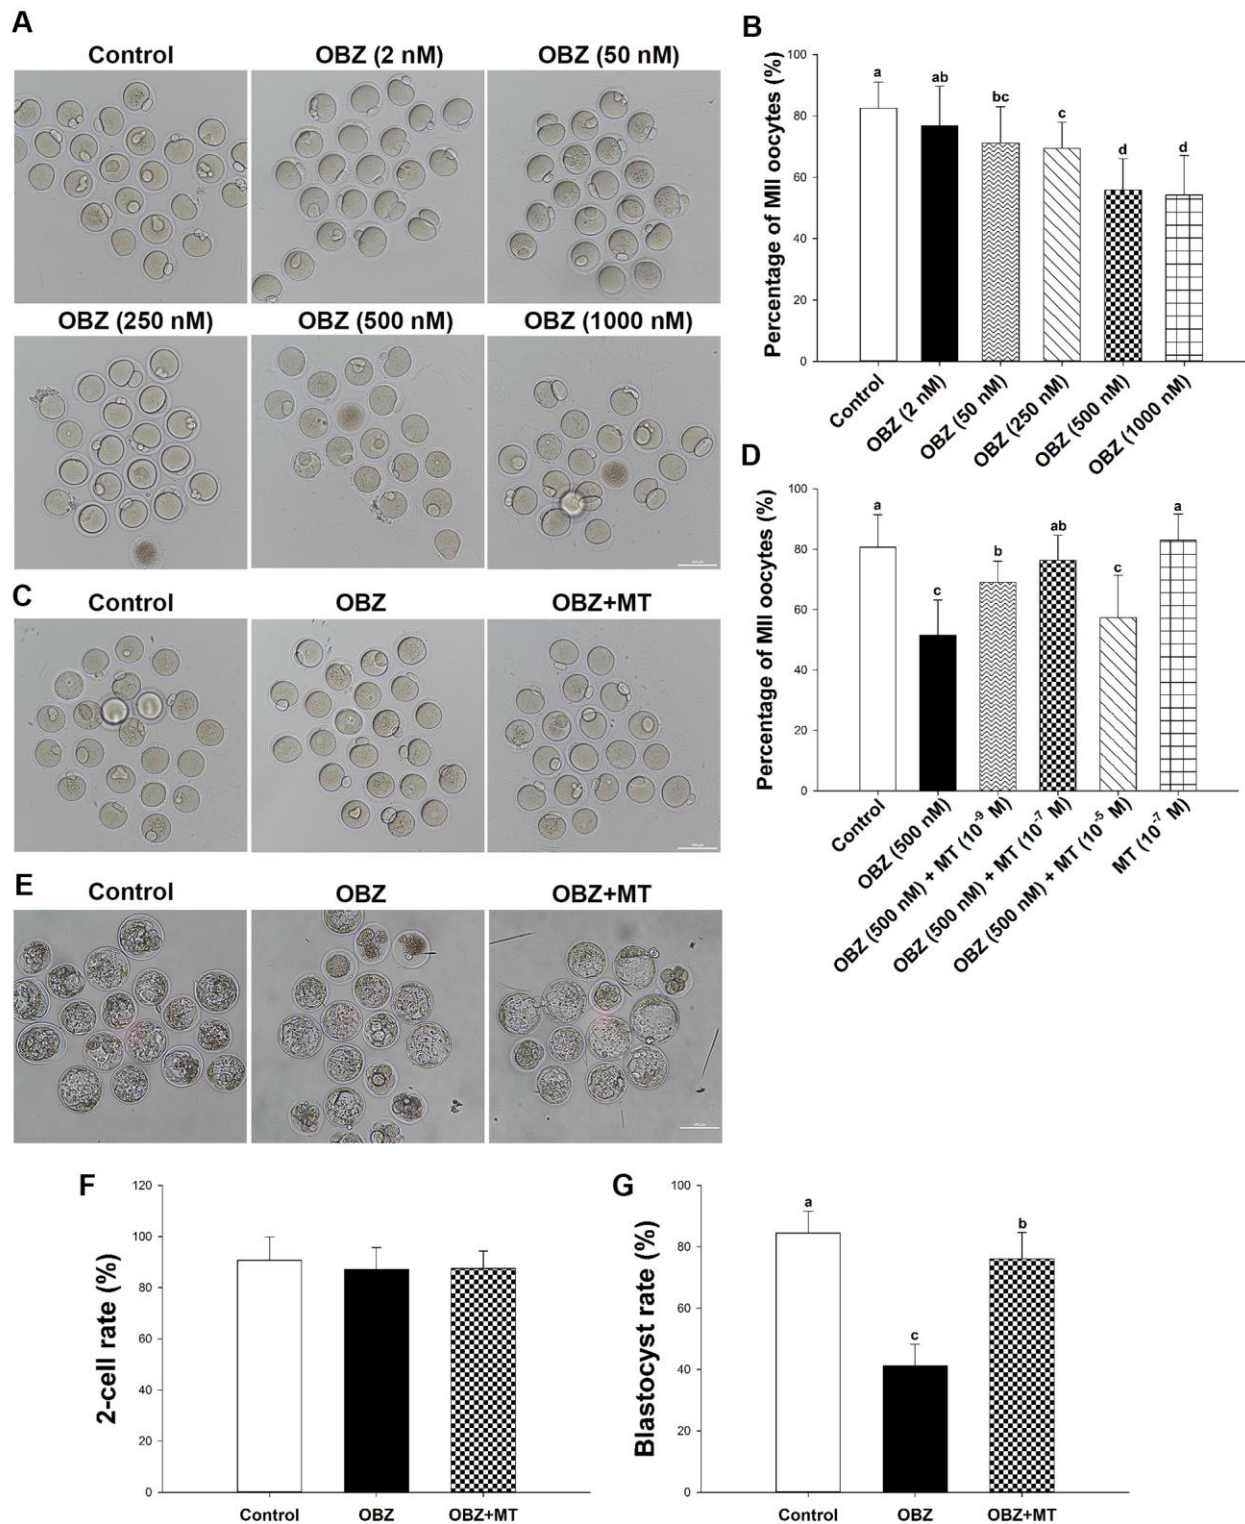 A
Control
OBZ (2 nM)
OBZ (50 nM)
OBZ (250 nM)
OBZ (500 nM)
OBZ (1000 nM)
B
Percentage of MII oocytes (%)
100
80
60
40
20
0
a
ab
bc
c
d
d
Control
OBZ (2 nM)
OBZ (50 nM)
OBZ (250 nM)
OBZ (500 nM)
OBZ (1000 nM)
C
Control
OBZ
OBZ+MT
D
Percentage of MII oocytes (%)
100
80
60
40
20
0
a
c
b
ab
c
a
Control
OBZ (500 nM)
OBZ (500 nM) + MT (10⁻⁹ M)
OBZ (500 nM) + MT (10⁻⁷ M)
OBZ (500 nM) + MT (10⁻⁵ M)
MT (10⁻⁷ M)
E
Control
OBZ
OBZ+MT
F
2-cell rate (%)
120
100
80
60
40
20
0
Control
OBZ
OBZ+MT
G
Blastocyst rate (%)
100
80
60
40
20
0
a
c
b
Control
OBZ
OBZ+MT